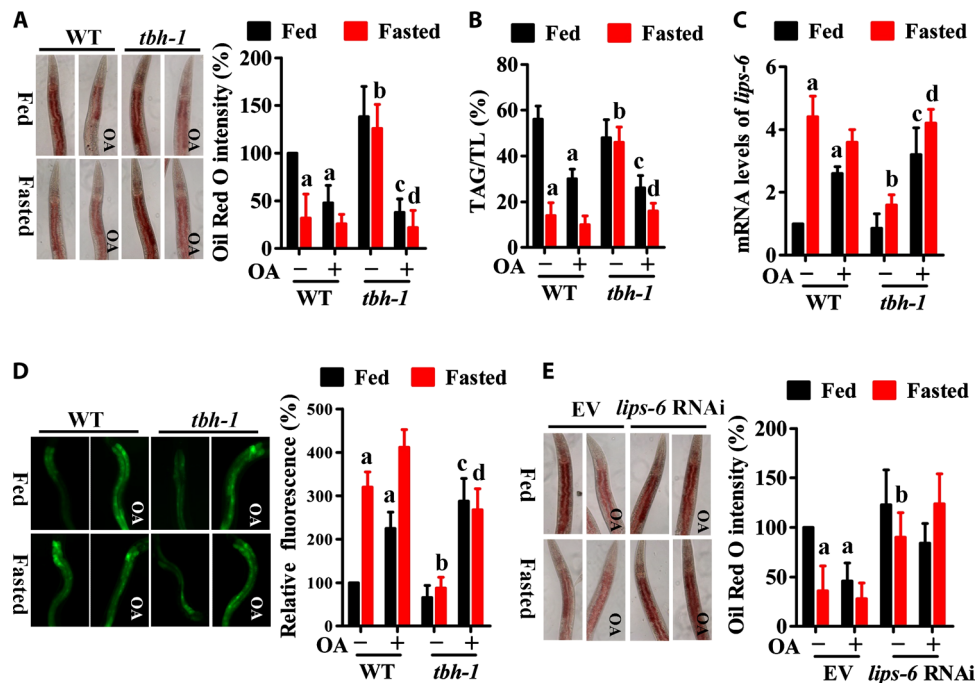 A
WT tbh-1
Fed
OA OA
Fasted
OA OA
Fed Fasted
Oil Red O intensity (%)
200
150
100
50
0
a a b c d
OA − + − +
WT tbh-1
B
Fed Fasted
TAG/TL (%)
80
60
40
20
0
a a b c d
OA − + − +
WT tbh-1
C
Fed Fasted
mRNA levels of lips-6
6
4
2
0
a a b c d
OA − + − +
WT tbh-1
D
WT tbh-1
Fed
OA OA
Fasted
OA OA
Fed Fasted
Relative fluorescence (%)
500
400
300
200
100
0
a a b c d
− + − +
WT tbh-1
E
EV lips-6 RNAi
Fed
OA OA
Fasted
OA OA
Fed Fasted
Oil Red O intensity (%)
200
150
100
50
0
a a b
OA − + − +
EV lips-6 RNAi